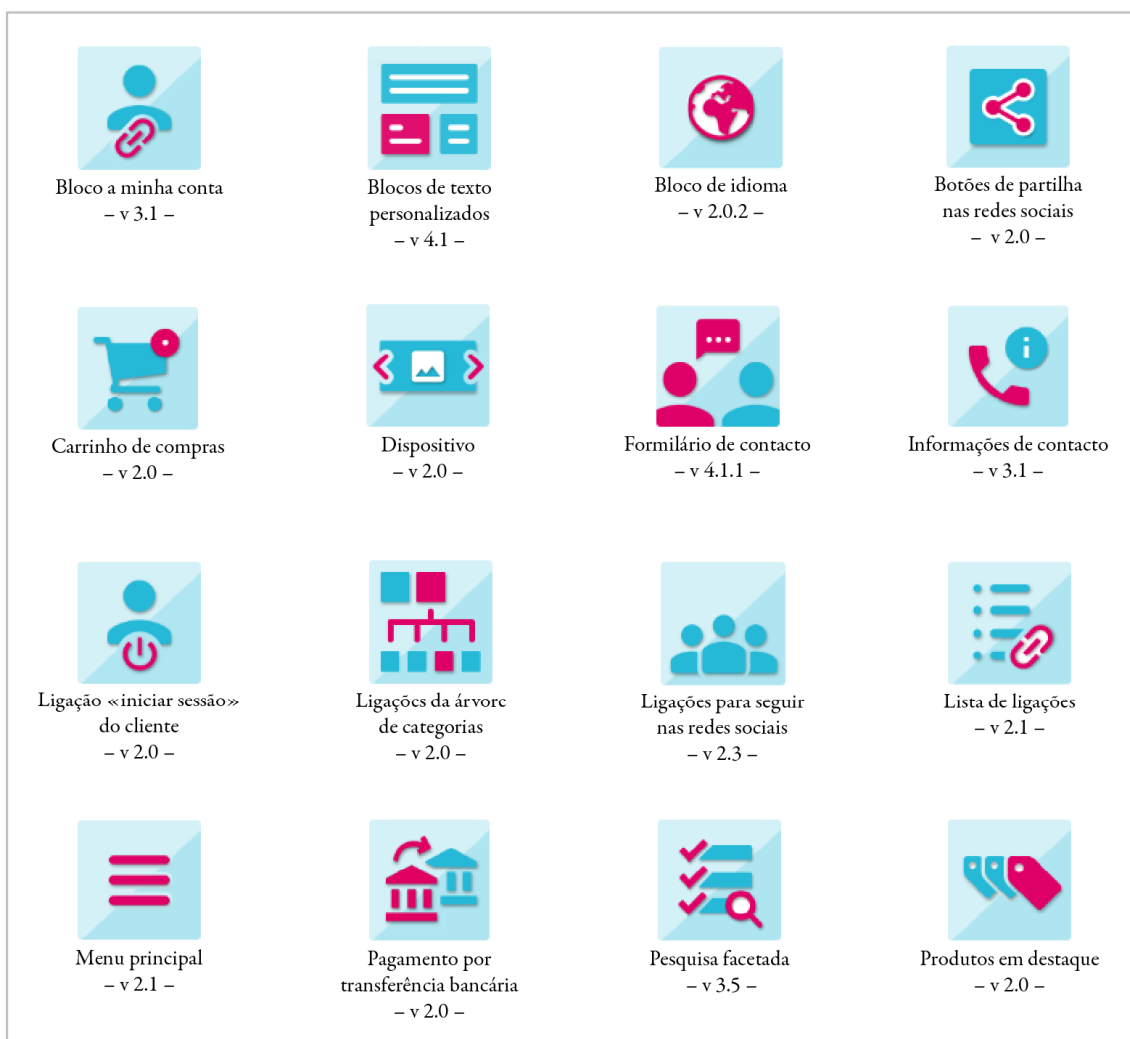 Bloco a minha conta
– v 3.1 –
Blocos de texto
personalizados
– v 4.1 –
Bloco de idioma
– v 2.0.2 –
Botões de partilha
nas redes sociais
– v 2.0 –
Carrinho de compras
– v 2.0 –
Dispositivo
– v 2.0 –
Formilário de contacto
– v 4.1.1 –
Informações de contacto
– v 3.1 –
Ligação «iniciar sessão»
do cliente
– v 2.0 –
Ligações da árvore
de categorias
– v 2.0 –
Ligações para seguir
nas redes sociais
– v 2.3 –
Lista de ligações
– v 2.1 –
Menu principal
– v 2.1 –
Pagamento por
transferência bancária
– v 2.0 –
Pesquisa facetada
– v 3.5 –
Produtos em destaque
– v 2.0 –